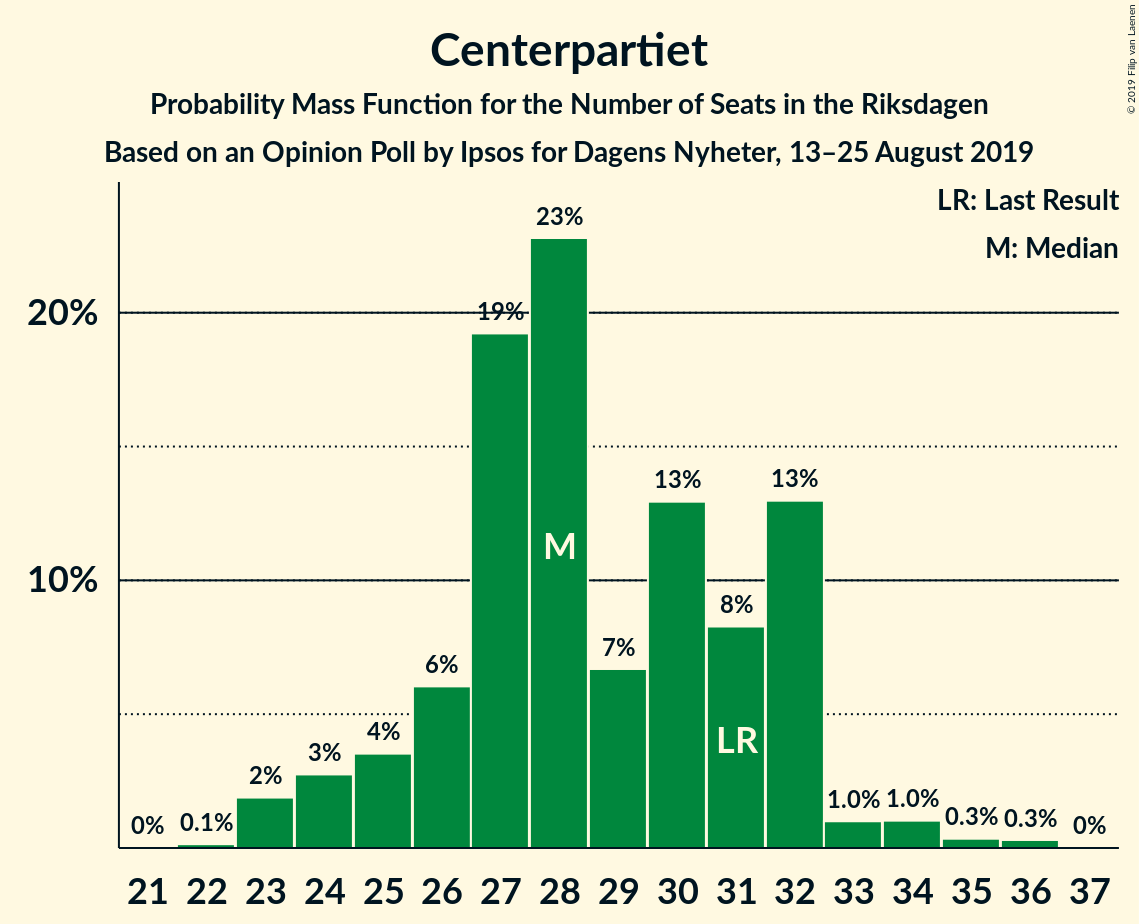 Centerpartiet
Probability Mass Function for the Number of Seats in the Riksdagen
Based on an Opinion Poll by Ipsos for Dagens Nyheter, 13–25 August 2019
© 2019 Filip van Laenen
LR: Last Result
M: Median
20%
10%
0%
0.1%
2%
3%
4%
6%
19%
23%
7%
13%
8%
13%
1.0%
1.0%
0.3%
0.3%
0%
M
LR
21 22 23 24 25 26 27 28 29 30 31 32 33 34 35 36 37